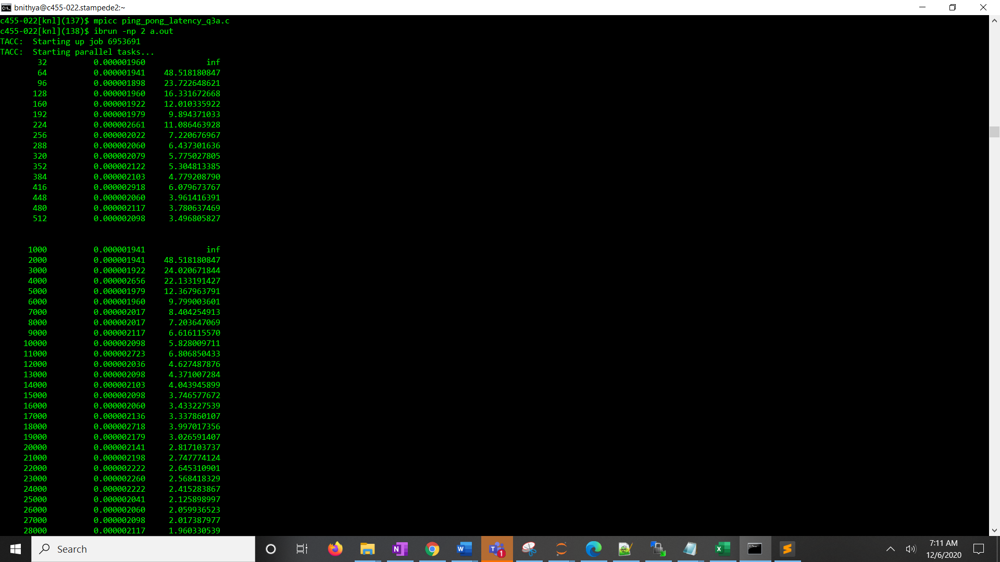 bnithya@c455-022.stampede2:~
c455-022[knl](137)$ mpicc ping_pong_latency_q3a.c
c455-022[knl](138)$ ibrun -np 2 a.out
TACC:  Starting up job 6953691
TACC:  Starting parallel tasks...
32 0.000001960 inf
64 0.000001941 48.518180847
96 0.000001898 23.722648621
128 0.000001960 16.331672668
160 0.000001922 12.010335922
192 0.000001979 9.894371033
224 0.000002661 11.086463928
256 0.000002022 7.220676967
288 0.000002060 6.437301636
320 0.000002079 5.775027805
352 0.000002122 5.304813385
384 0.000002103 4.779208790
416 0.000002918 6.079673767
448 0.000002060 3.961416391
480 0.000002117 3.780637469
512 0.000002098 3.496805827
1000 0.000001941 inf
2000 0.000001941 48.518180847
3000 0.000001922 24.020671844
4000 0.000002656 22.133191427
5000 0.000001979 12.367963791
6000 0.000001960 9.799003601
7000 0.000002017 8.404254913
8000 0.000002017 7.203647069
9000 0.000002117 6.616115570
10000 0.000002098 5.828009711
11000 0.000002723 6.806850433
12000 0.000002036 4.627487876
13000 0.000002098 4.371007284
14000 0.000002103 4.043945899
15000 0.000002098 3.746577672
16000 0.000002060 3.433227539
17000 0.000002136 3.337860107
18000 0.000002718 3.997017356
19000 0.000002179 3.026591407
20000 0.000002141 2.817103737
21000 0.000002198 2.747774124
22000 0.000002222 2.645310901
23000 0.000002260 2.568418329
24000 0.000002222 2.415283867
25000 0.000002041 2.125898997
26000 0.000002060 2.059936523
27000 0.000002098 2.017387977
28000 0.000002117 1.960330539
Search
1
7:11 AM
12/6/2020